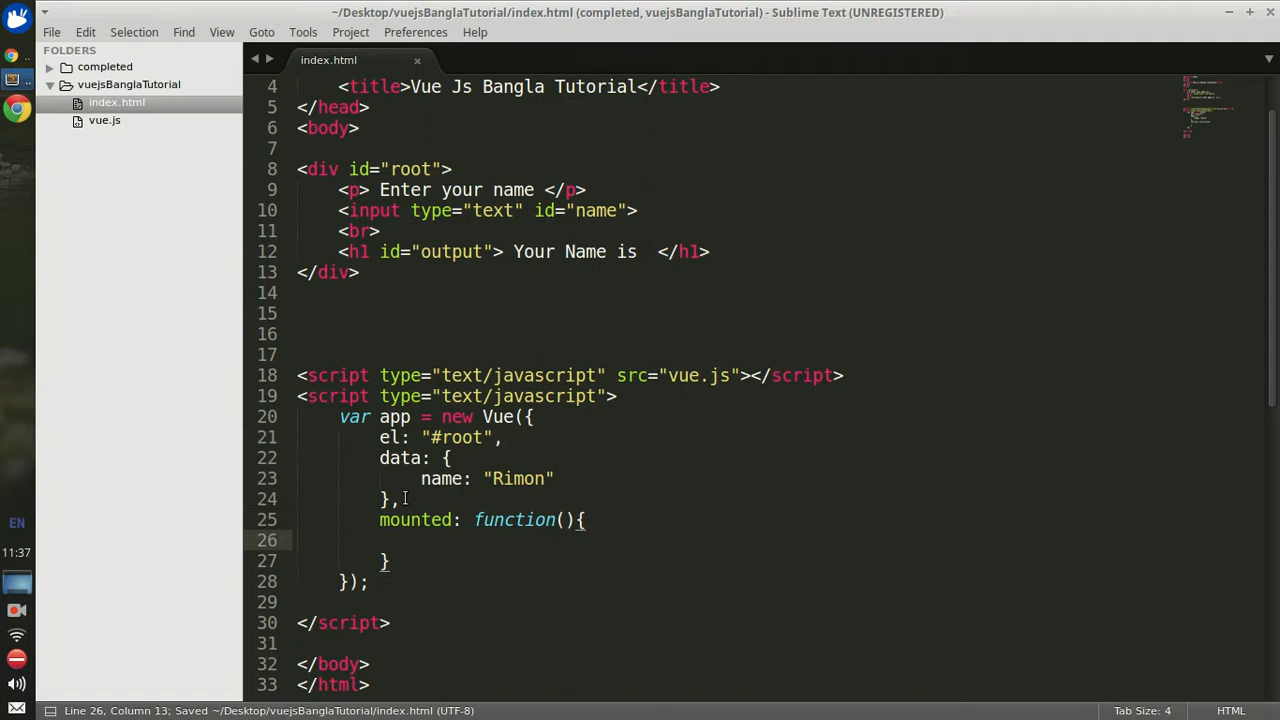 ~/Desktop/vuejsBanglaTutorial/index.html (completed, vuejsBanglaTutorial) - Sublime Text (UNREGISTERED)
File Edit Selection Find View Goto Tools Project Preferences Help
FOLDERS
completed
vuejsBanglaTutorial
index.html
vue.js
index.html
4 <title>Vue Js Bangla Tutorial</title>
5 </head>
6 <body>
7
8 <div id="root">
9 <p> Enter your name </p>
10 <input type="text" id="name">
11 <br>
12 <h1 id="output"> Your Name is  </h1>
13 </div>
14
15
16
17
18 <script type="text/javascript" src="vue.js"></script>
19 <script type="text/javascript">
20 var app = new Vue({
21 el: "#root",
22 data: {
23 name: "Rimon"
24 },
25 mounted: function(){
26
27 }
28 });
29
30 </script>
31
32 </body>
33 </html>
EN
11:37
Line 26, Column 13; Saved ~/Desktop/vuejsBanglaTutorial/index.html (UTF-8)
Tab Size: 4
HTML